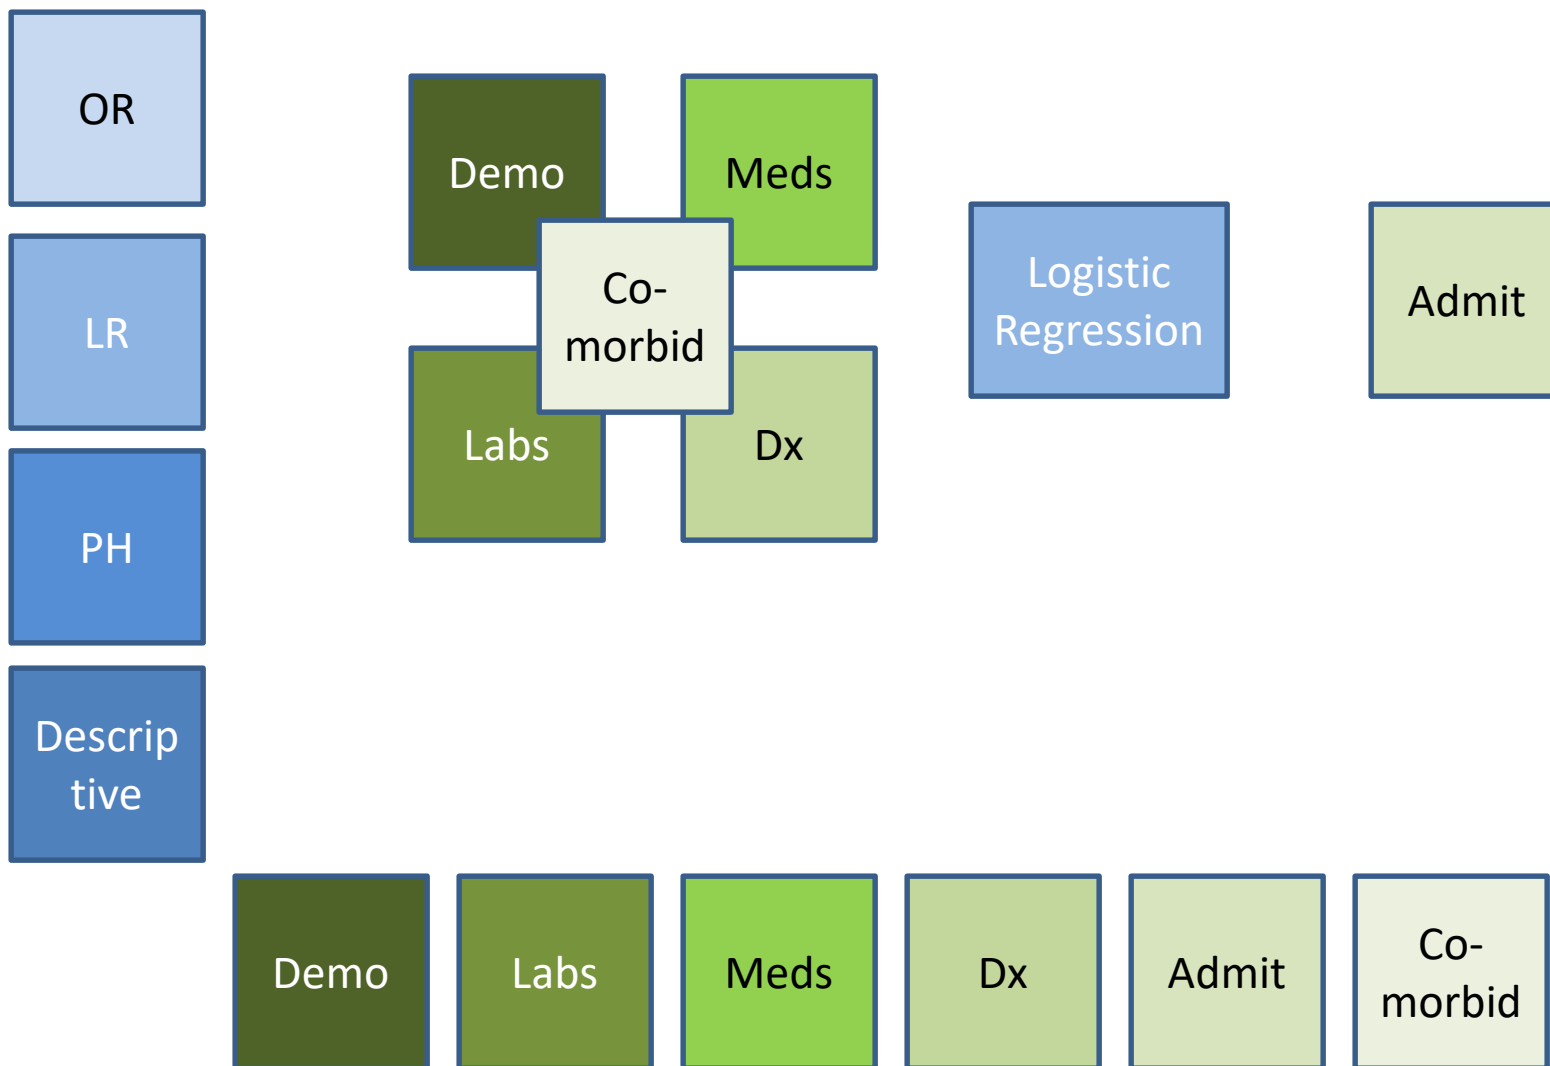 OR
LR
PH
Descrip
tive
Demo
Meds
Co-
morbid
Labs
Dx
Logistic
Regression
Admit
Demo
Labs
Meds
Dx
Admit
Co-
morbid